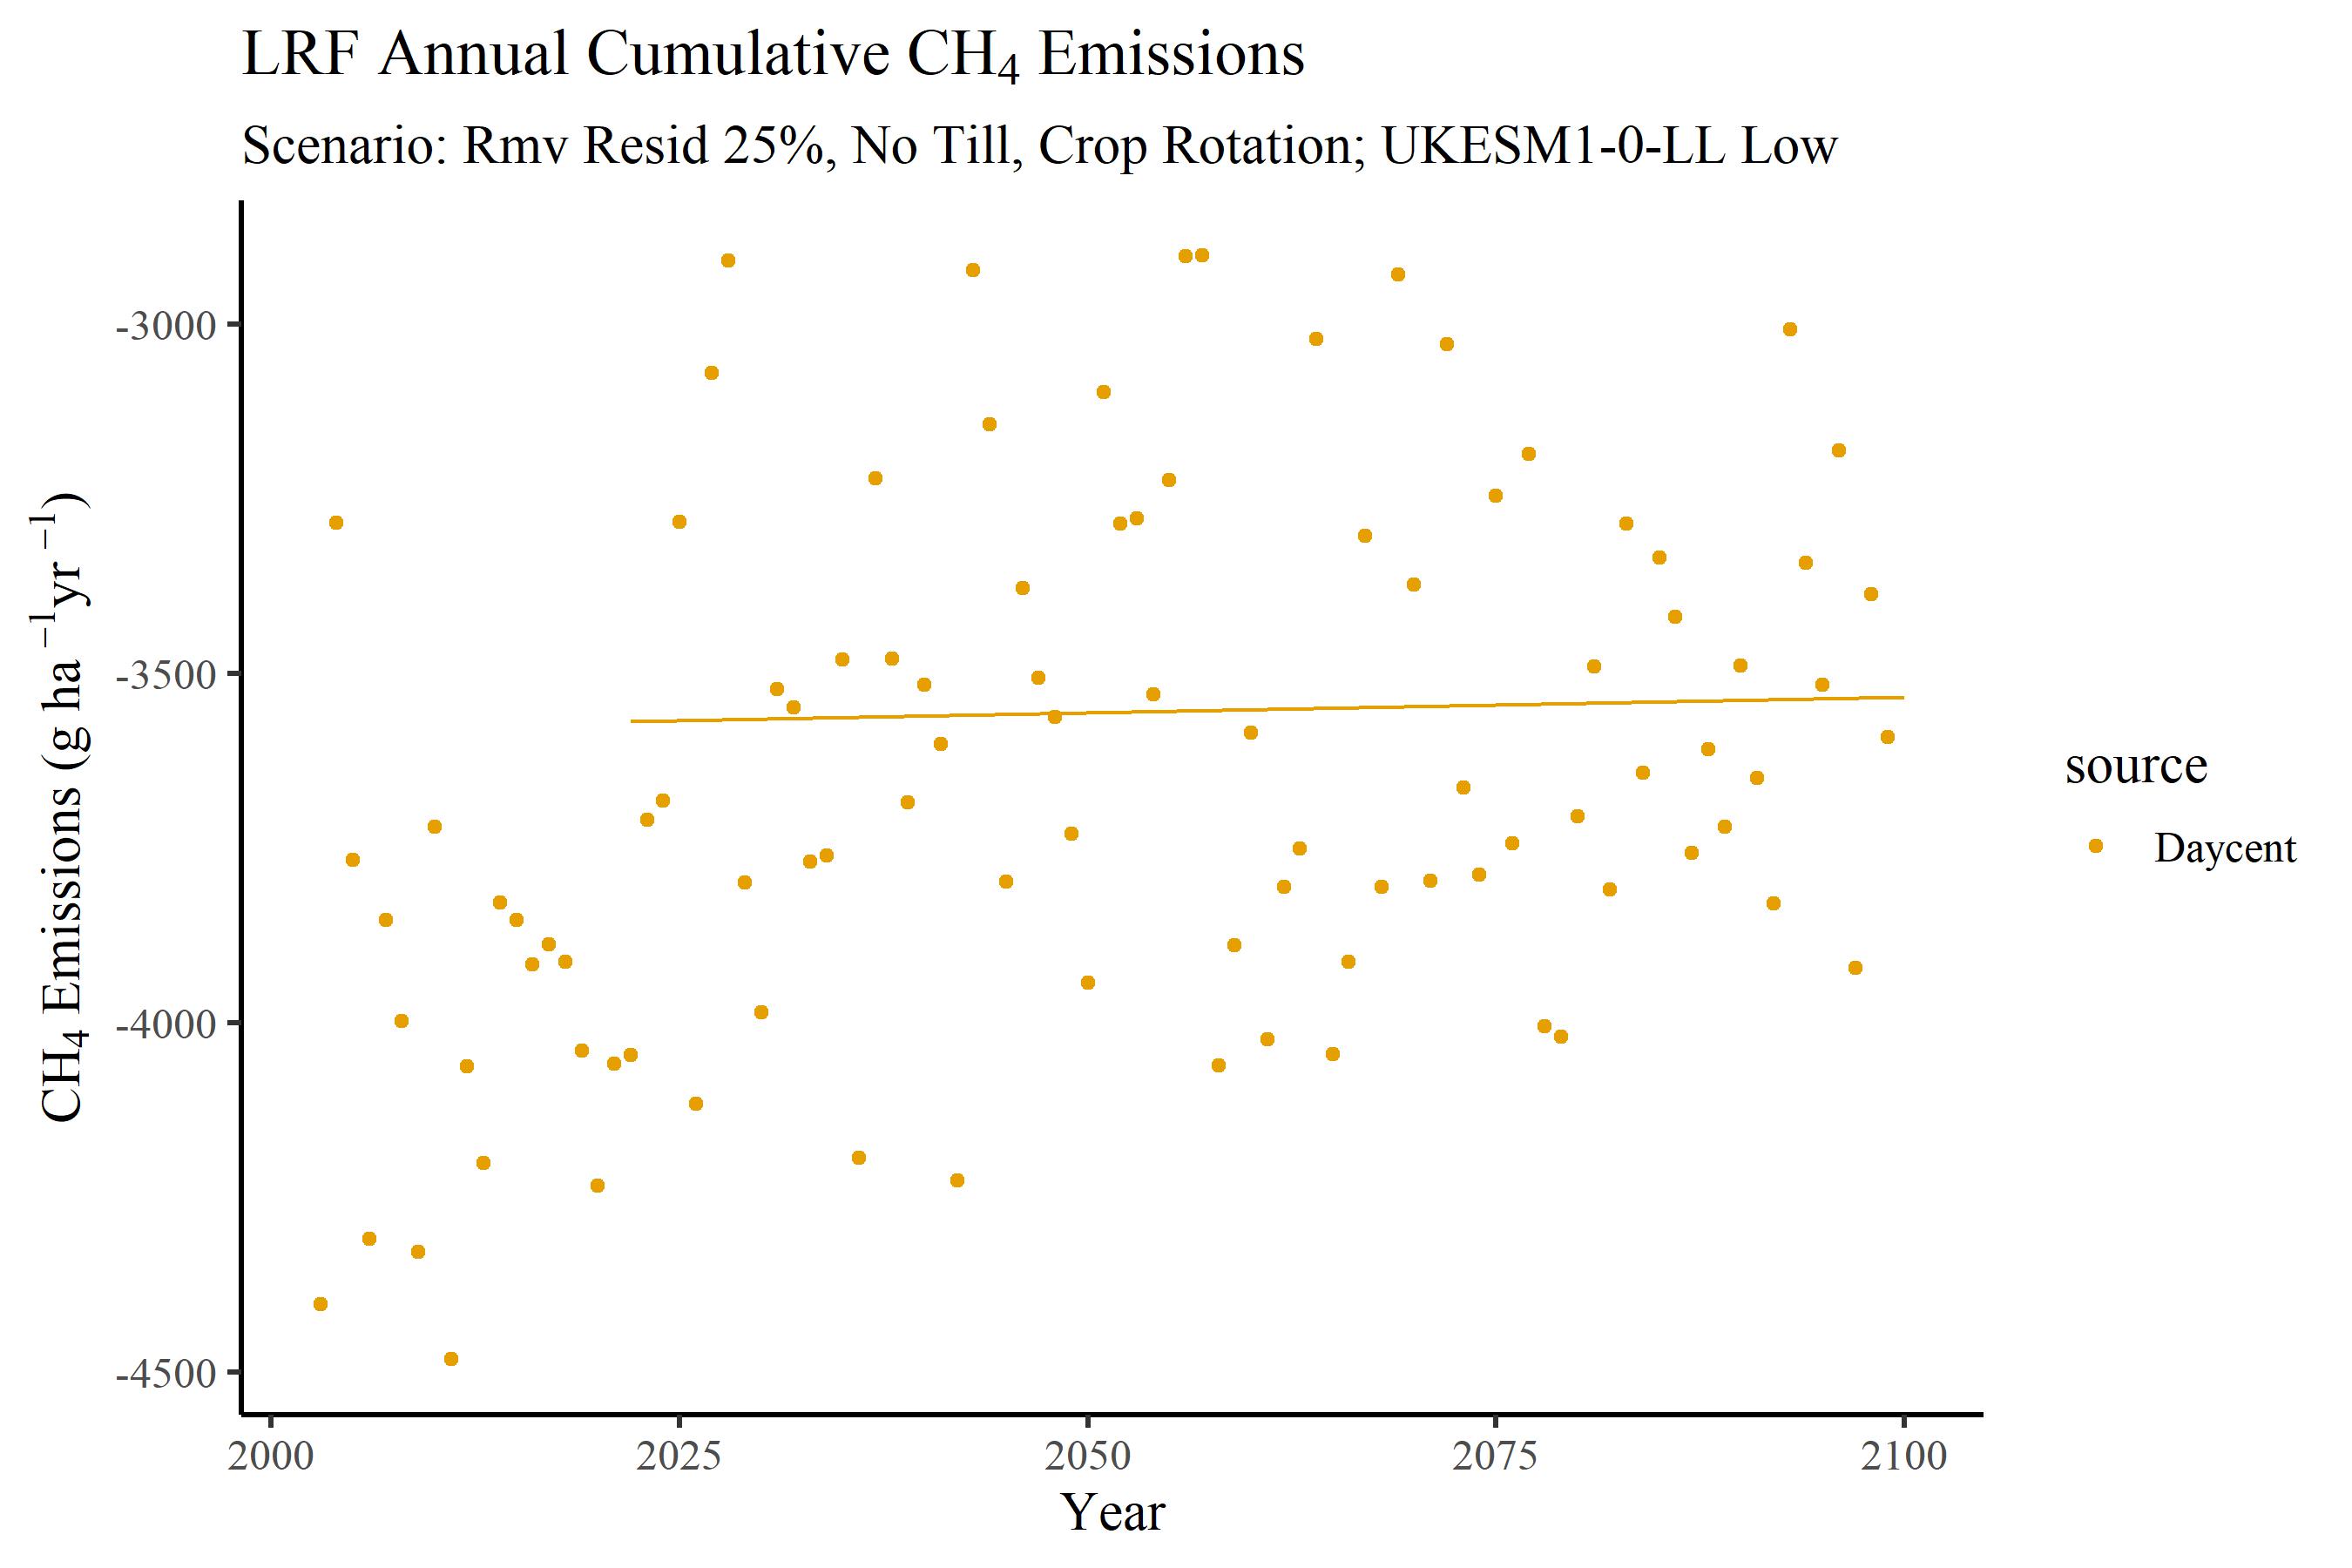 LRF Annual Cumulative CH₄ Emissions
Scenario: Rmv Resid 25%, No Till, Crop Rotation; UKESM1-0-LL Low
CH₄ Emissions (g ha⁻¹yr⁻¹)
-3000
-3500
-4000
-4500
2000
2025
2050
2075
2100
Year
source
Daycent